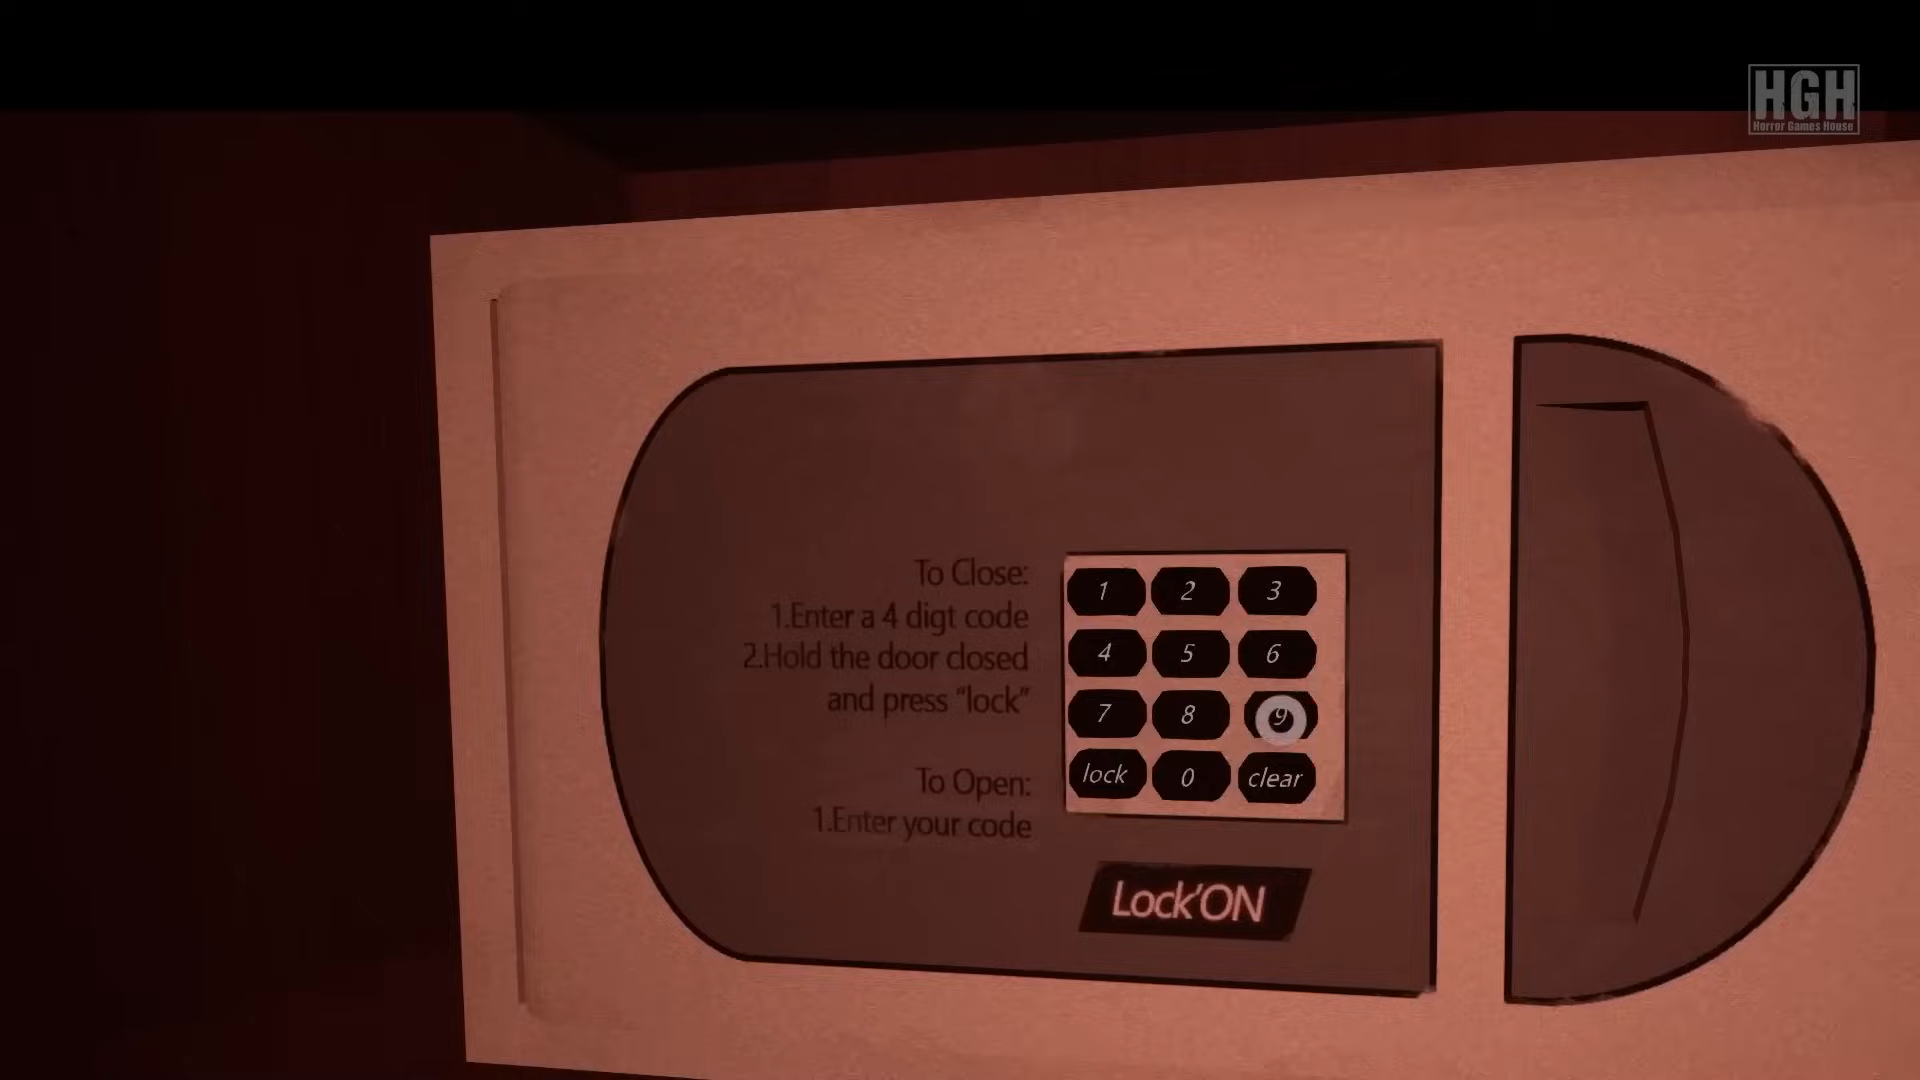 HGH
Horror Games House
To Close:
1.Enter a 4 digt code
2.Hold the door closed
and press “lock”
To Open:
1.Enter your code
1 2 3
4 5 6
7 8 9
lock 0 clear
Lock'ON